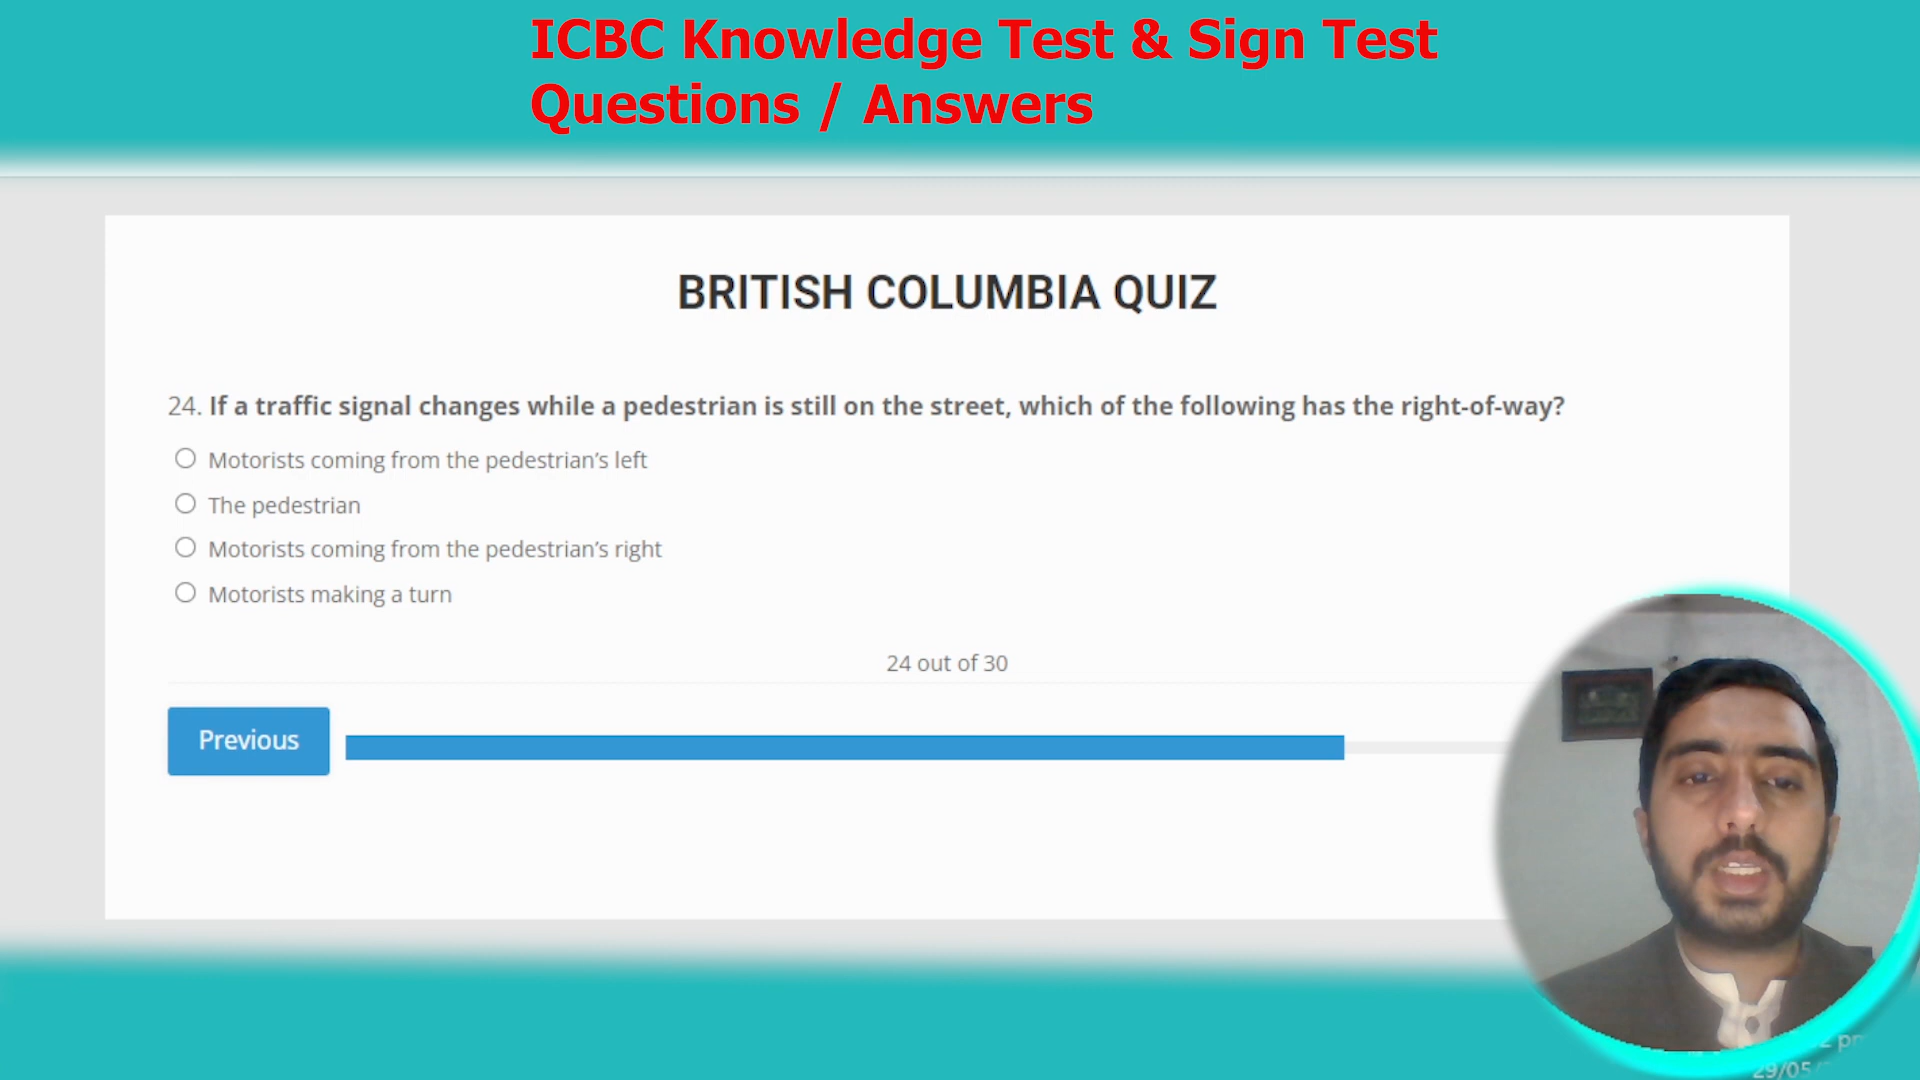 ICBC Knowledge Test & Sign Test
Questions / Answers
BRITISH COLUMBIA QUIZ
24. If a traffic signal changes while a pedestrian is still on the street, which of the following has the right-of-way?
Motorists coming from the pedestrian’s left
The pedestrian
Motorists coming from the pedestrian’s right
Motorists making a turn
24 out of 30
Previous